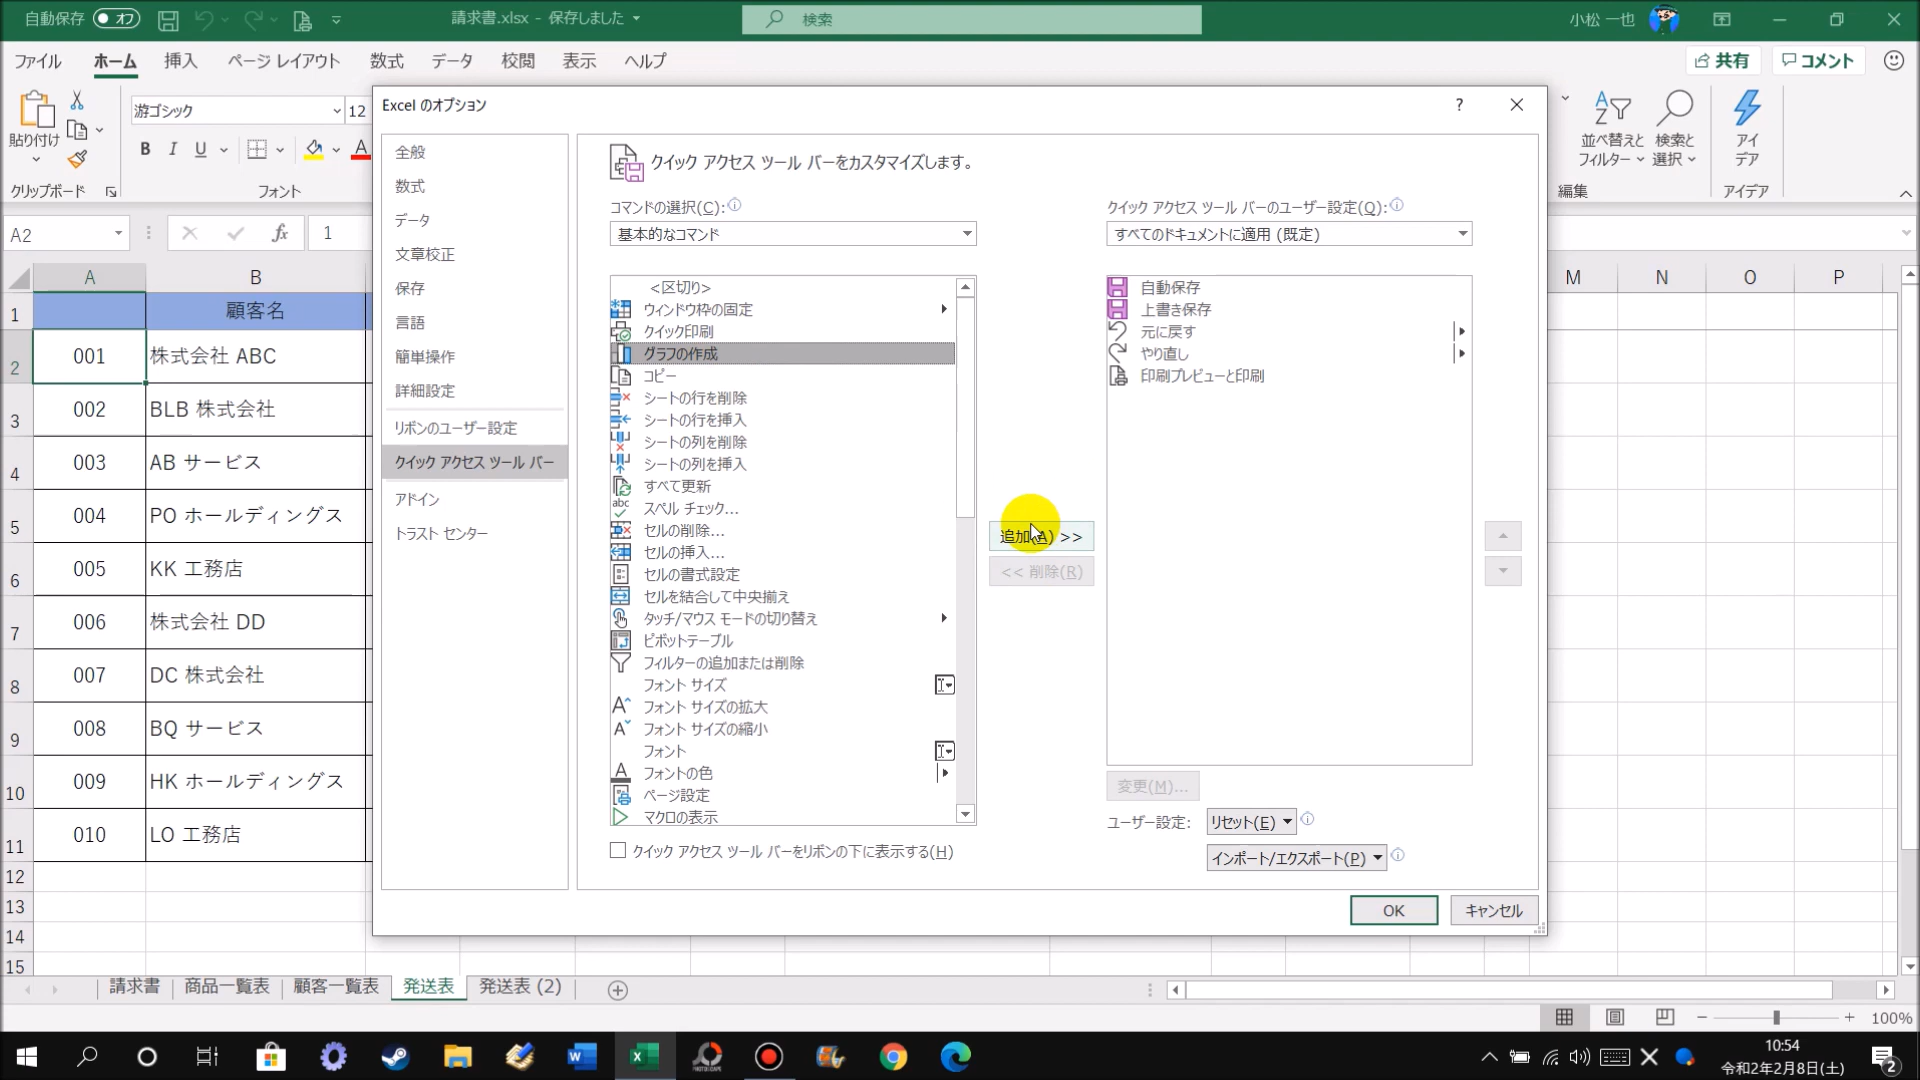 自動保存 オフ 請求書.xlsx - 保存しました 検索 小松 一也
ファイル ホーム 挿入 ページ レイアウト 数式 データ 校閲 表示 ヘルプ 共有 コメント
貼り付け
クリップボード
游ゴシック 12
B I U A
フォント
並べ替えと
フィルター
検索と
選択
編集
アイ
デア
アイデア
A2 fx 1
A B M N O P
1 顧客名
2 001 株式会社 ABC
3 002 BLB 株式会社
4 003 AB サービス
5 004 PO ホールディングス
6 005 KK 工務店
7 006 株式会社 DD
8 007 DC 株式会社
9 008 BQ サービス
10 009 HK ホールディングス
11 010 LO 工務店
12
13
14
15
Excel のオプション ?
全般
数式
データ
文章校正
保存
言語
簡単操作
詳細設定
リボンのユーザー設定
クイック アクセス ツール バー
アドイン
トラスト センター
クイック アクセス ツール バーをカスタマイズします。
コマンドの選択(C):
基本的なコマンド
<区切り>
ウィンドウ枠の固定
クイック印刷
グラフの作成
コピー
シートの行を削除
シートの行を挿入
シートの列を削除
シートの列を挿入
すべて更新
abc スペル チェック...
セルの削除...
セルの挿入...
セルの書式設定
セルを結合して中央揃え
タッチ/マウス モードの切り替え
ピボットテーブル
フィルターの追加または削除
フォント サイズ
フォント サイズの拡大
フォント サイズの縮小
フォント
フォントの色
ページ設定
マクロの表示
クイック アクセス ツール バーをリボンの下に表示する(H)
追加(A) >>
<< 削除(R)
クイック アクセス ツール バーのユーザー設定(Q):
すべてのドキュメントに適用 (既定)
自動保存
上書き保存
元に戻す
やり直し
印刷プレビューと印刷
変更(M)...
ユーザー設定: リセット(E)
インポート/エクスポート(P)
OK キャンセル
請求書 商品一覧表 顧客一覧表 発送表 発送表 (2)
100%
10:54
令和2年2月8日(土)
2